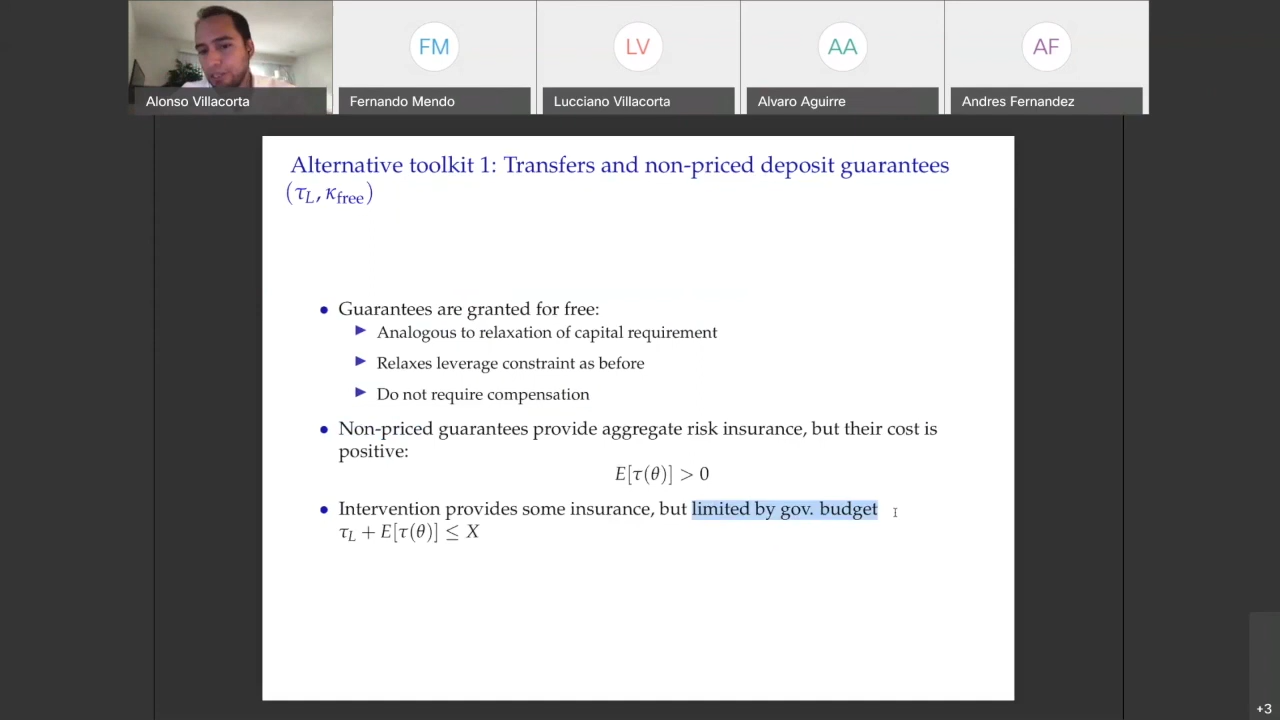 FM
LV
AA
AF
Alonso Villacorta
Fernando Mendo
Lucciano Villacorta
Alvaro Aguirre
Andres Fernandez
Alternative toolkit 1: Transfers and non-priced deposit guarantees
(τ_L, κ_free)
• Guarantees are granted for free:
▶ Analogous to relaxation of capital requirement
▶ Relaxes leverage constraint as before
▶ Do not require compensation
• Non-priced guarantees provide aggregate risk insurance, but their cost is
positive:
E[τ(θ)] > 0
• Intervention provides some insurance, but limited by gov. budget
τ_L + E[τ(θ)] ≤ X
+3